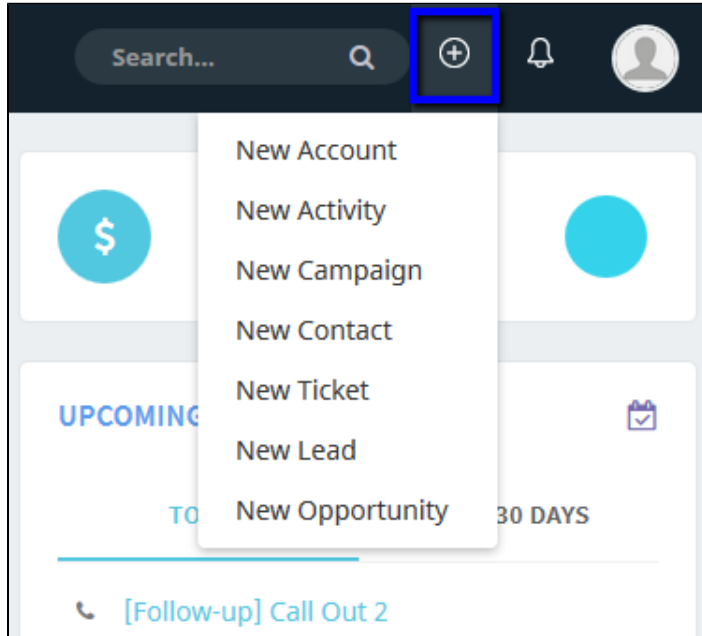 Search...
New Account
New Activity
New Campaign
New Contact
New Ticket
New Lead
New Opportunity
$
UPCOMING
TO
30 DAYS
[Follow-up] Call Out 2